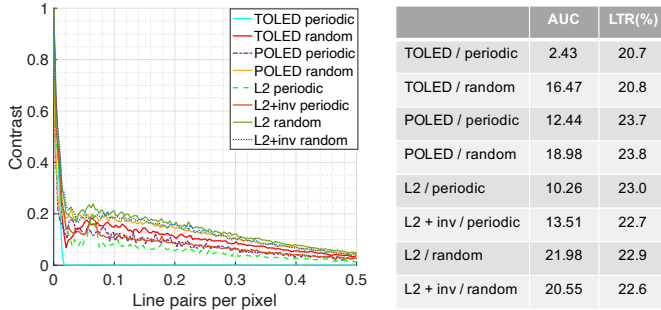 1
0.8
0.6
0.4
0.2
0
Contrast
0 0.1 0.2 0.3 0.4 0.5
Line pairs per pixel
TOLED periodic
TOLED random
POLED periodic
POLED random
L2 periodic
L2+inv periodic
L2 random
L2+inv random
AUC LTR(%)
TOLED / periodic 2.43 20.7
TOLED / random 16.47 20.8
POLED / periodic 12.44 23.7
POLED / random 18.98 23.8
L2 / periodic 10.26 23.0
L2 + inv / periodic 13.51 22.7
L2 / random 21.98 22.9
L2 + inv / random 20.55 22.6